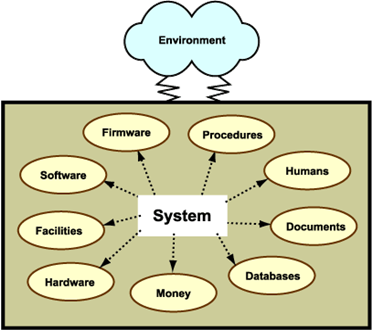 Environment
Firmware
Procedures
Software
Humans
System
Facilities
Documents
Hardware
Databases
Money